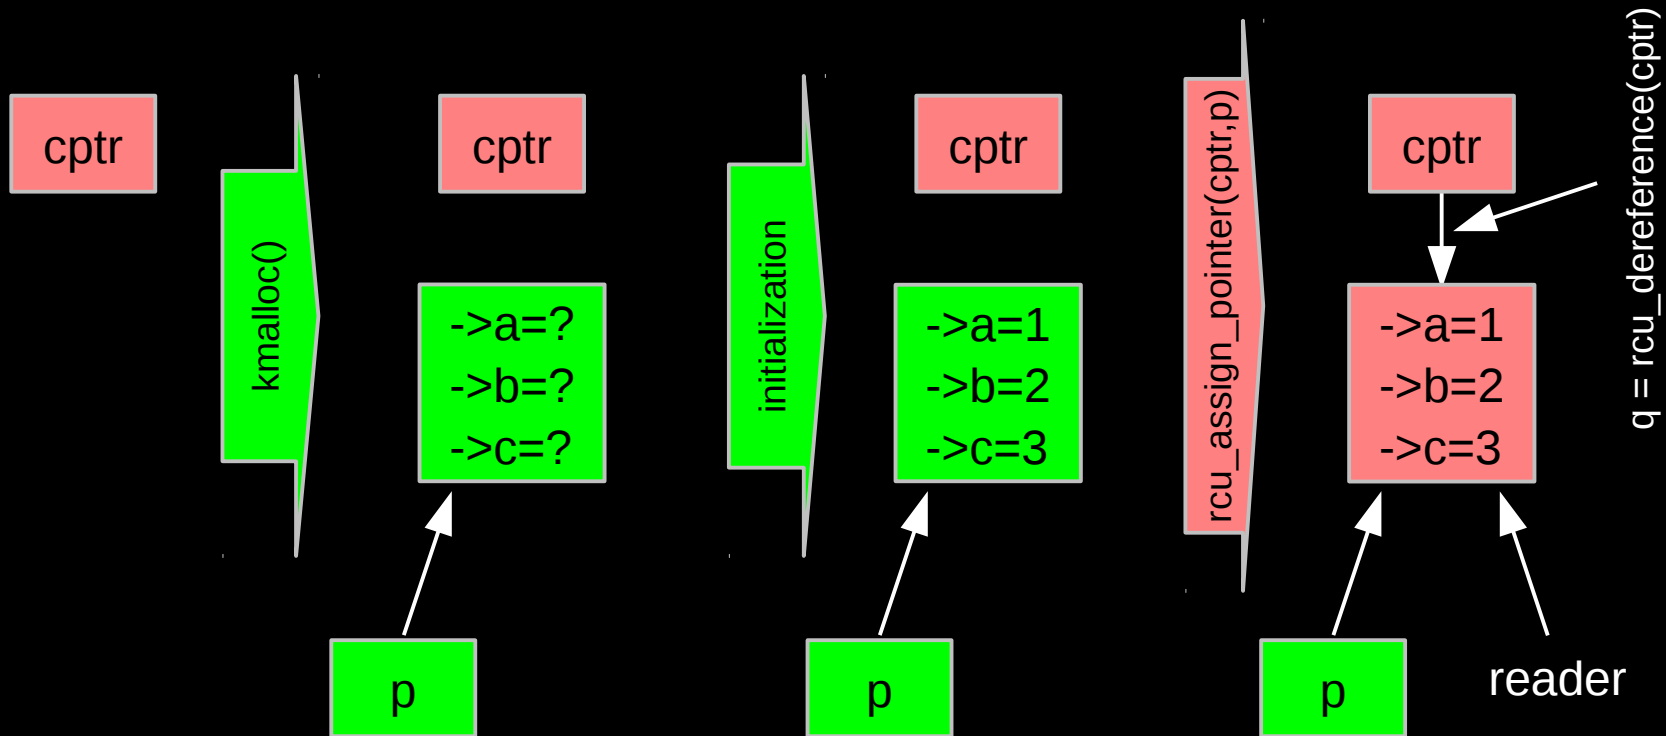 cptr
kmalloc()
cptr
->a=?
->b=?
->c=?
p
initialization
cptr
->a=1
->b=2
->c=3
p
rcu_assign_pointer(cptr,p)
cptr
->a=1
->b=2
->c=3
p
reader
q = rcu_dereference(cptr)